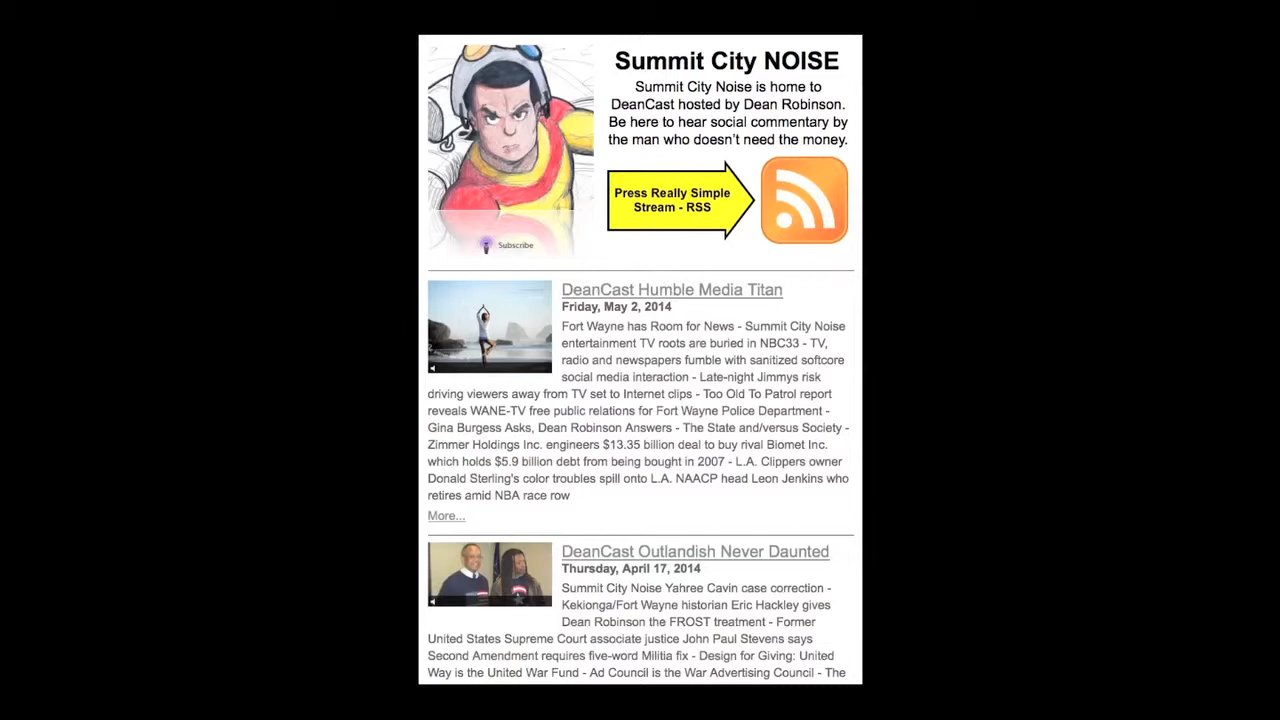 Summit City NOISE
Summit City Noise is home to
DeanCast hosted by Dean Robinson.
Be here to hear social commentary by
the man who doesn't need the money.
Press Really Simple
Stream - RSS
Subscribe
DeanCast Humble Media Titan
Friday, May 2, 2014
Fort Wayne has Room for News - Summit City Noise
entertainment TV roots are buried in NBC33 - TV,
radio and newspapers fumble with sanitized softcore
social media interaction - Late-night Jimmys risk
driving viewers away from TV set to Internet clips - Too Old To Patrol report
reveals WANE-TV free public relations for Fort Wayne Police Department -
Gina Burgess Asks, Dean Robinson Answers - The State and/versus Society -
Zimmer Holdings Inc. engineers $13.35 billion deal to buy rival Biomet Inc.
which holds $5.9 billion debt from being bought in 2007 - L.A. Clippers owner
Donald Sterling's color troubles spill onto L.A. NAACP head Leon Jenkins who
retires amid NBA race row
More...
DeanCast Outlandish Never Daunted
Thursday, April 17, 2014
Summit City Noise Yahree Cavin case correction -
Kekionga/Fort Wayne historian Eric Hackley gives
Dean Robinson the FROST treatment - Former
United States Supreme Court associate justice John Paul Stevens says
Second Amendment requires five-word Militia fix - Design for Giving: United
Way is the United War Fund - Ad Council is the War Advertising Council - The